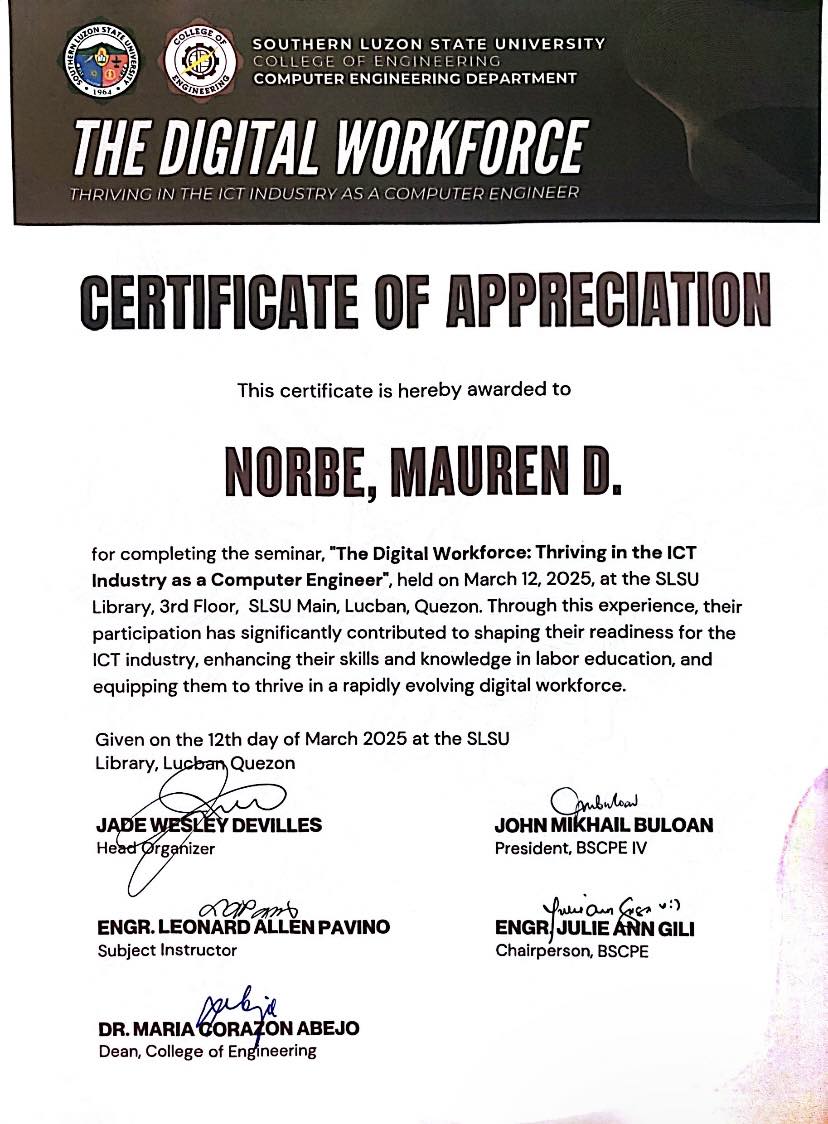 SOUTHERN LUZON STATE UNIVERSITY
1964
COLLEGE OF
ENGINEERING
SOUTHERN LUZON STATE UNIVERSITY
COLLEGE OF ENGINEERING
COMPUTER ENGINEERING DEPARTMENT
THE DIGITAL WORKFORCE
THRIVING IN THE ICT INDUSTRY AS A COMPUTER ENGINEER
CERTIFICATE OF APPRECIATION
This certificate is hereby awarded to
NORBE, MAUREN D.
for completing the seminar, "The Digital Workforce: Thriving in the ICT
Industry as a Computer Engineer", held on March 12, 2025, at the SLSU
Library, 3rd Floor, SLSU Main, Lucban, Quezon. Through this experience, their
participation has significantly contributed to shaping their readiness for the
ICT industry, enhancing their skills and knowledge in labor education, and
equipping them to thrive in a rapidly evolving digital workforce.
Given on the 12th day of March 2025 at the SLSU
Library, Lucban Quezon
JADE WESLEY DEVILLES
Head Organizer
JOHN MIKHAIL BULOAN
President, BSCPE IV
ENGR. LEONARD ALLEN PAVINO
Subject Instructor
ENGR. JULIE ANN GILI
Chairperson, BSCPE
DR. MARIA CORAZON ABEJO
Dean, College of Engineering